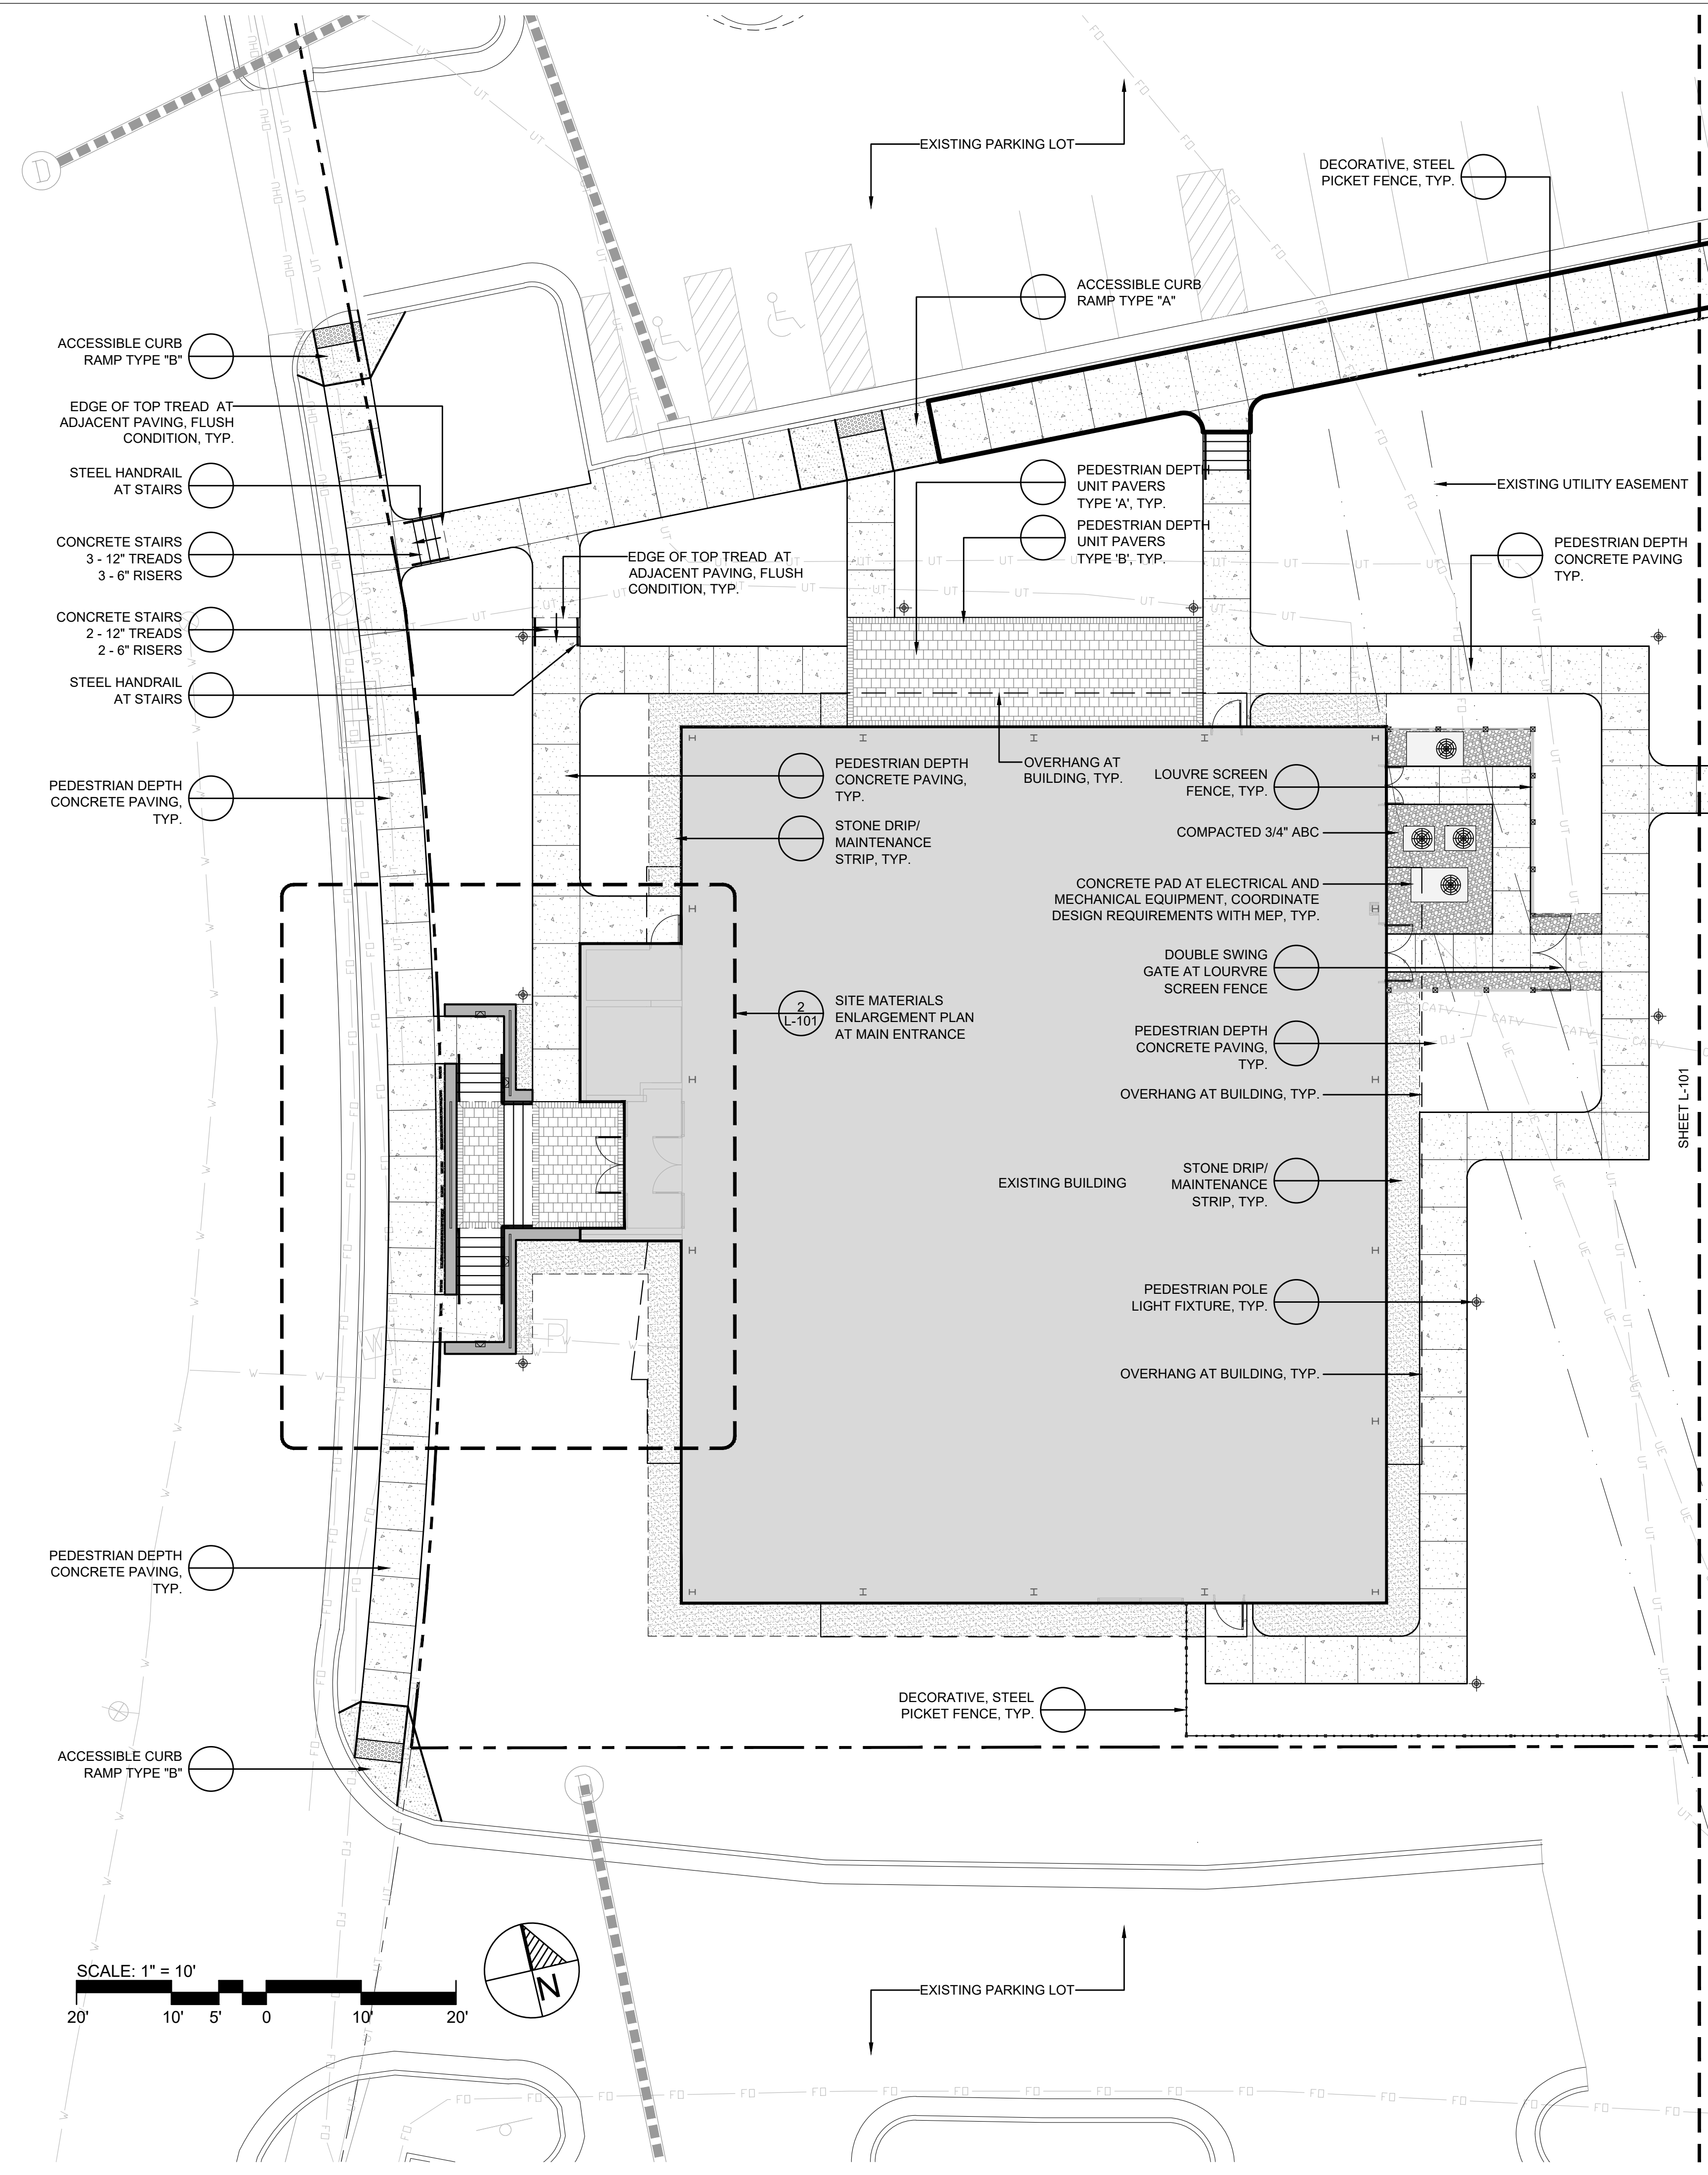 EXISTING PARKING LOT
DECORATIVE, STEEL
PICKET FENCE, TYP.
ACCESSIBLE CURB
RAMP TYPE "A"
ACCESSIBLE CURB
RAMP TYPE "B"
EDGE OF TOP TREAD AT
ADJACENT PAVING, FLUSH
CONDITION, TYP.
STEEL HANDRAIL
AT STAIRS
CONCRETE STAIRS
3 - 12" TREADS
3 - 6" RISERS
CONCRETE STAIRS
2 - 12" TREADS
2 - 6" RISERS
STEEL HANDRAIL
AT STAIRS
EDGE OF TOP TREAD AT
ADJACENT PAVING, FLUSH
CONDITION, TYP.
PEDESTRIAN DEPTH
UNIT PAVERS
TYPE 'A', TYP.
PEDESTRIAN DEPTH
UNIT PAVERS
TYPE 'B', TYP.
EXISTING UTILITY EASEMENT
PEDESTRIAN DEPTH
CONCRETE PAVING
TYP.
PEDESTRIAN DEPTH
CONCRETE PAVING,
TYP.
PEDESTRIAN DEPTH
CONCRETE PAVING,
TYP.
STONE DRIP/
MAINTENANCE
STRIP, TYP.
OVERHANG AT
BUILDING, TYP.
LOUVRE SCREEN
FENCE, TYP.
COMPACTED 3/4" ABC
CONCRETE PAD AT ELECTRICAL AND
MECHANICAL EQUIPMENT, COORDINATE
DESIGN REQUIREMENTS WITH MEP, TYP.
DOUBLE SWING
GATE AT LOURVRE
SCREEN FENCE
2
L-101
SITE MATERIALS
ENLARGEMENT PLAN
AT MAIN ENTRANCE
PEDESTRIAN DEPTH
CONCRETE PAVING,
TYP.
OVERHANG AT BUILDING, TYP.
SHEET L-101
EXISTING BUILDING
STONE DRIP/
MAINTENANCE
STRIP, TYP.
PEDESTRIAN POLE
LIGHT FIXTURE, TYP.
OVERHANG AT BUILDING, TYP.
PEDESTRIAN DEPTH
CONCRETE PAVING,
TYP.
DECORATIVE, STEEL
PICKET FENCE, TYP.
ACCESSIBLE CURB
RAMP TYPE "B"
SCALE: 1" = 10'
20' 10' 5' 0 10' 20'
N
EXISTING PARKING LOT